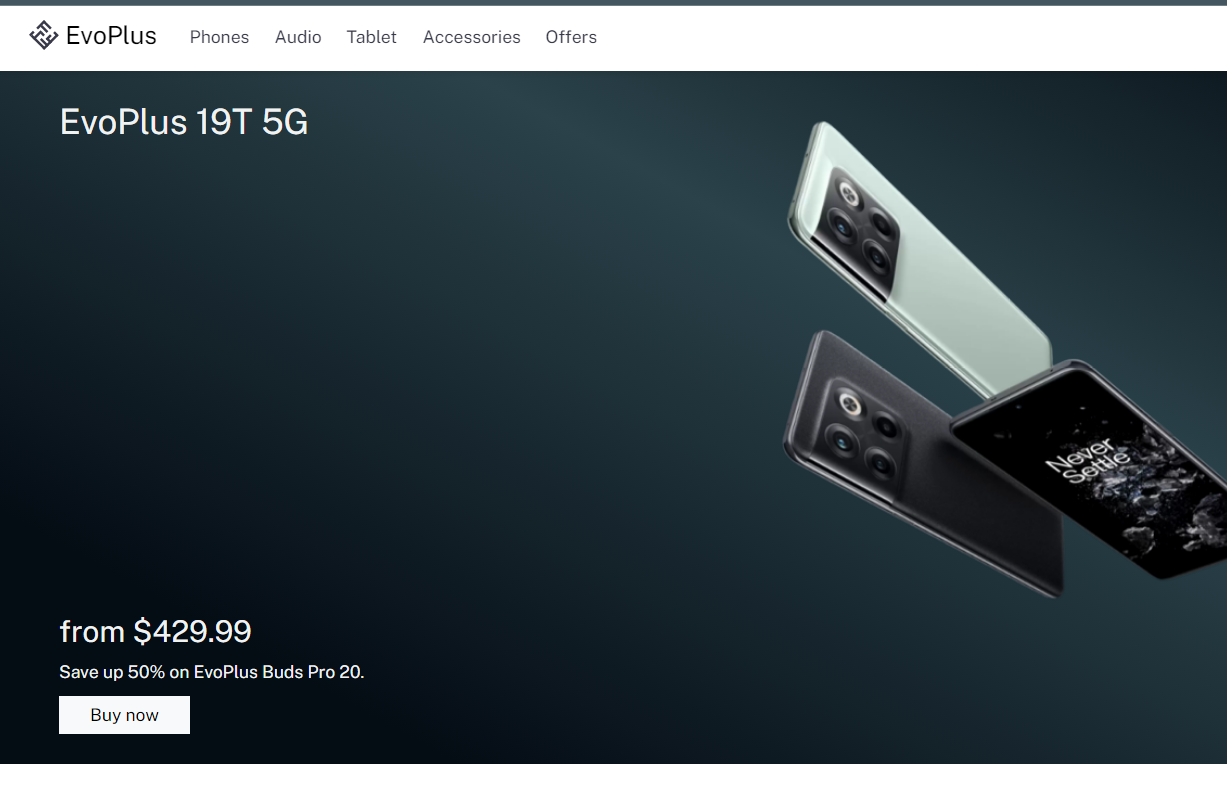 EvoPlus
Phones Audio Tablet Accessories Offers
EvoPlus 19T 5G
Never
Settle
from $429.99
Save up 50% on EvoPlus Buds Pro 20.
Buy now